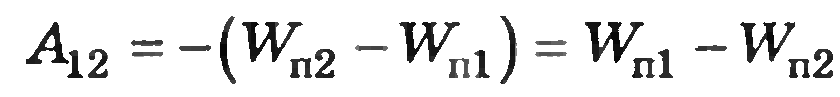 A₁₂ = −(Wп₂ − Wп₁) = Wп₁ − Wп₂